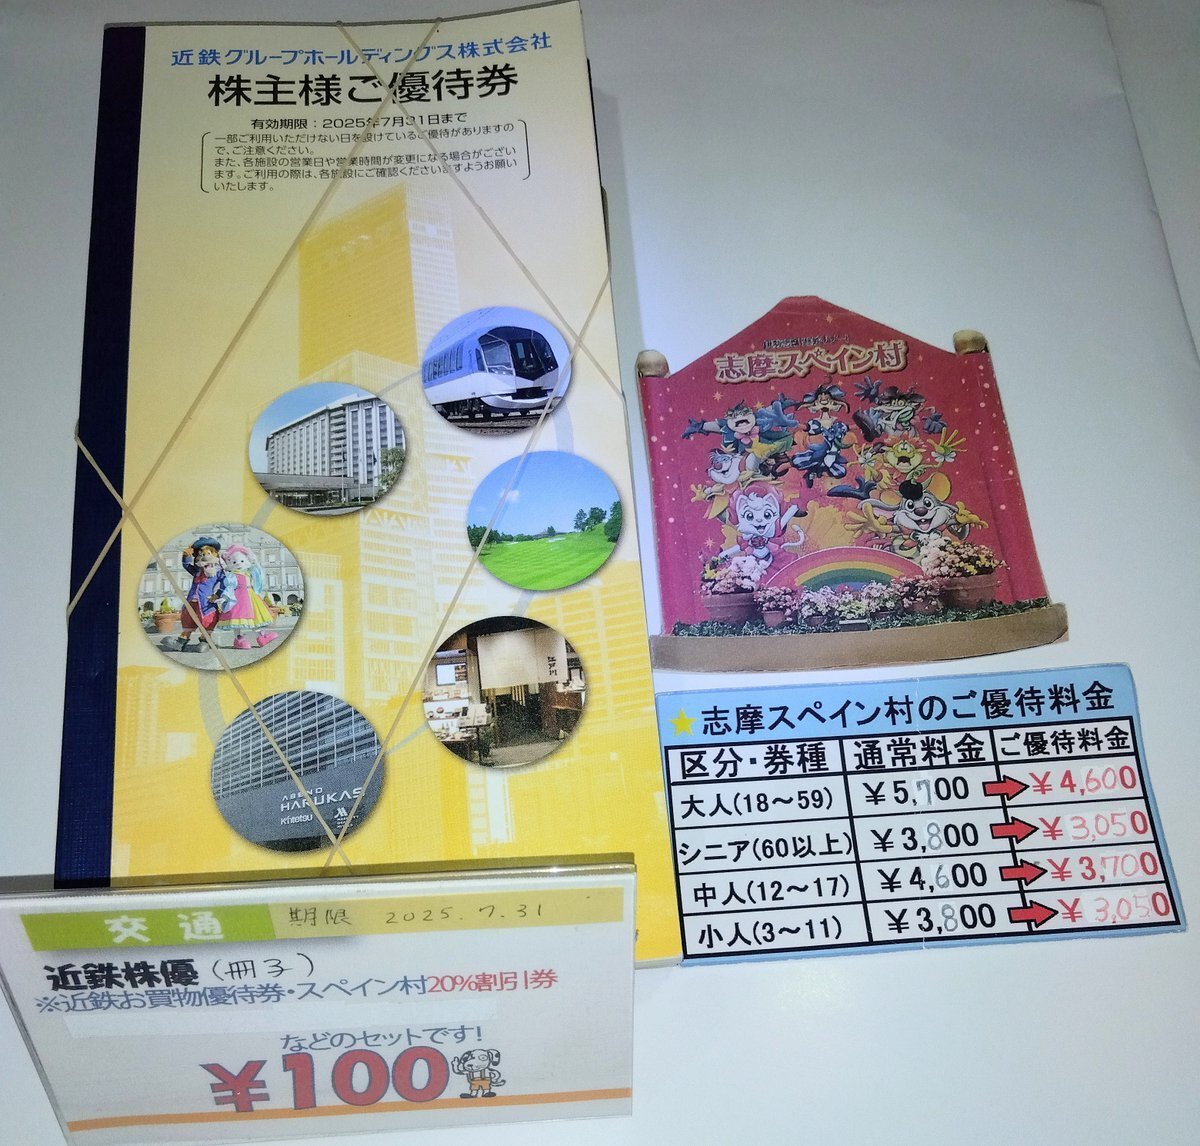 近鉄グループホールディングス株式会社
株主様ご優待券
有効期限：2025年7月31日まで
一部ご利用いただけない日を設けているご優待がありますの
で、ご注意ください。
また、各施設の営業日や営業時間が変更になる場合がござい
ます。ご利用の際は、各施設にご確認くださいますようお願い
いたします。
江戸川
ABENO
HARUKAS
Kintetsu
志摩スペイン村
★志摩スペイン村のご優待料金
区分・券種 通常料金 ご優待料金
大人(18～59) ¥5,700 ➡ ¥4,600
シニア(60以上) ¥3,800 ➡ ¥3,050
中人(12～17) ¥4,600 ➡ ¥3,700
小人(3～11) ¥3,800 ➡ ¥3,050
交通 期限 2025.7.31
近鉄株優(冊子)
※近鉄お買物優待券・スペイン村20%割引券
などのセットです!
¥100